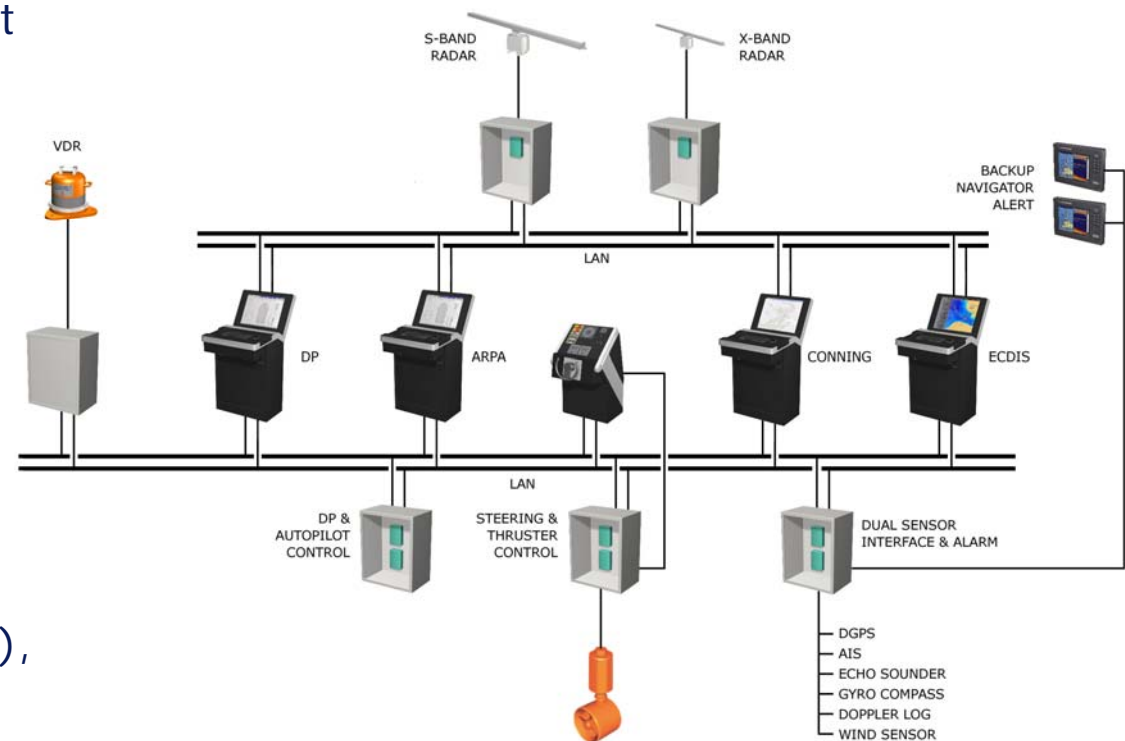 t
S-BAND
RADAR
X-BAND
RADAR
VDR
BACKUP
NAVIGATOR
ALERT
LAN
DP
ARPA
CONNING
ECDIS
LAN
DP &
AUTOPILOT
CONTROL
STEERING &
THRUSTER
CONTROL
DUAL SENSOR
INTERFACE & ALARM
),
DGPS
AIS
ECHO SOUNDER
GYRO COMPASS
DOPPLER LOG
WIND SENSOR